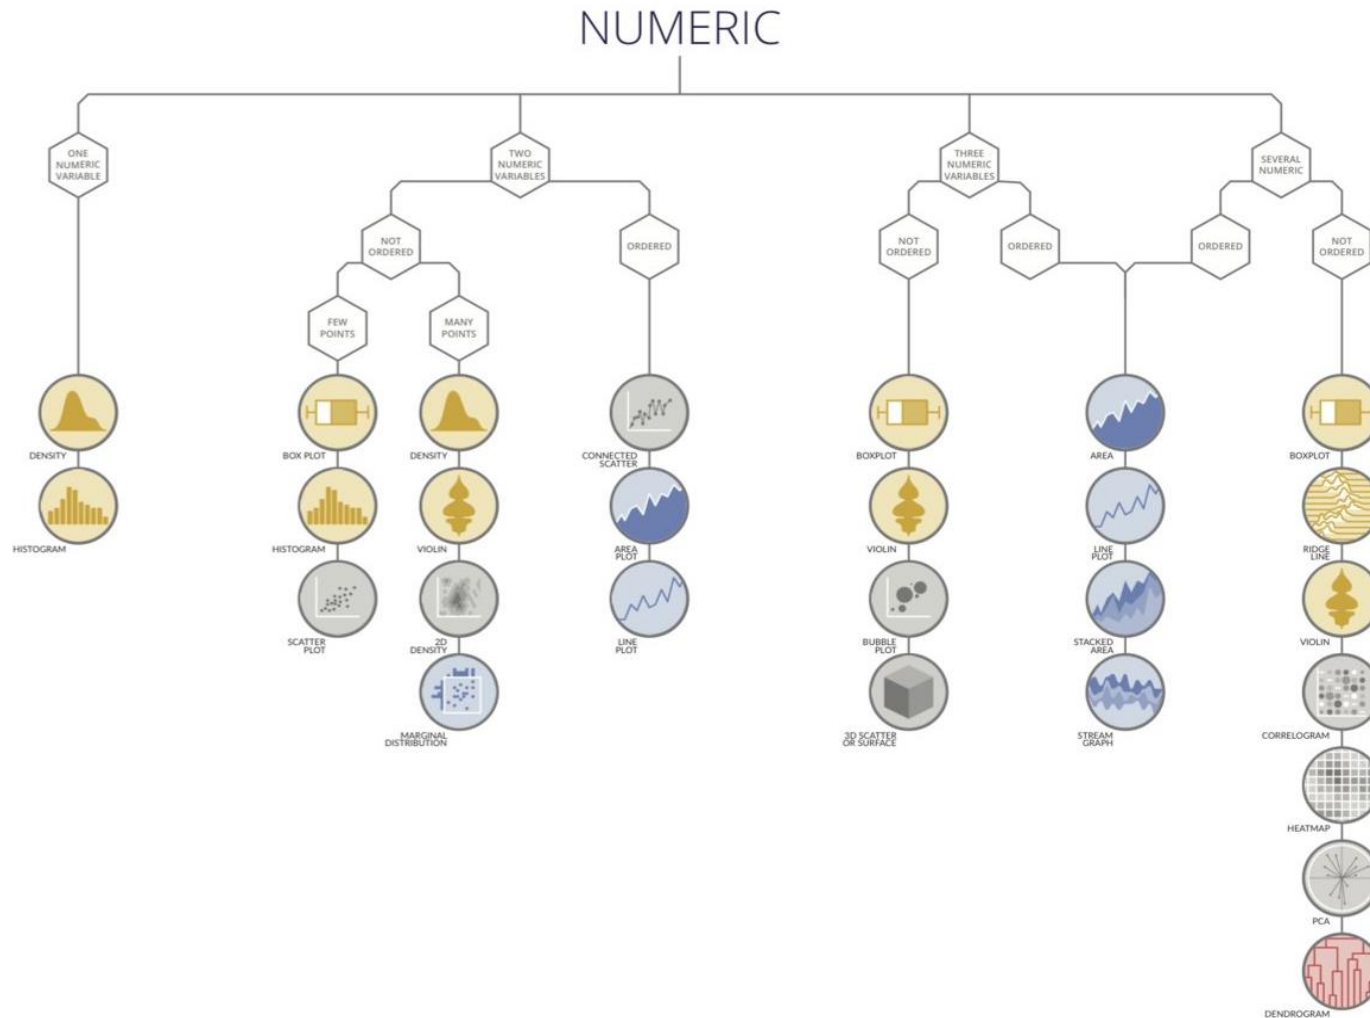 NUMERIC
ONE
NUMERIC
VARIABLE
TWO
NUMERIC
VARIABLES
THREE
NUMERIC
VARIABLES
SEVERAL
NUMERIC
NOT
ORDERED
ORDERED
NOT
ORDERED
ORDERED
ORDERED
NOT
ORDERED
FEW
POINTS
MANY
POINTS
DENSITY
HISTOGRAM
BOX PLOT
HISTOGRAM
SCATTER
PLOT
DENSITY
VIOLIN
2D
DENSITY
MARGINAL
DISTRIBUTION
CONNECTED
SCATTER
AREA
PLOT
LINE
PLOT
BOXPLOT
VIOLIN
BUBBLE
PLOT
3D SCATTER
OR SURFACE
AREA
LINE
PLOT
STACKED
AREA
STREAM
GRAPH
BOXPLOT
RIDGE
LINE
VIOLIN
CORRELOGRAM
HEATMAP
PCA
DENDROGRAM